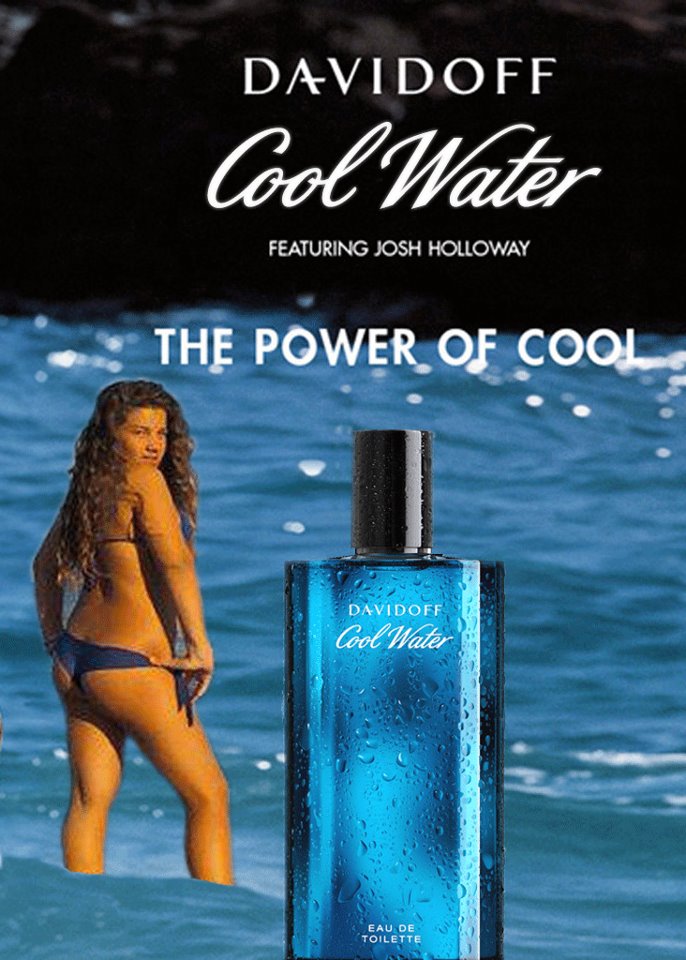 DAVIDOFF
Cool Water
FEATURING JOSH HOLLOWAY
THE POWER OF COOL
DAVIDOFF
Cool Water
EAU DE
TOILETTE